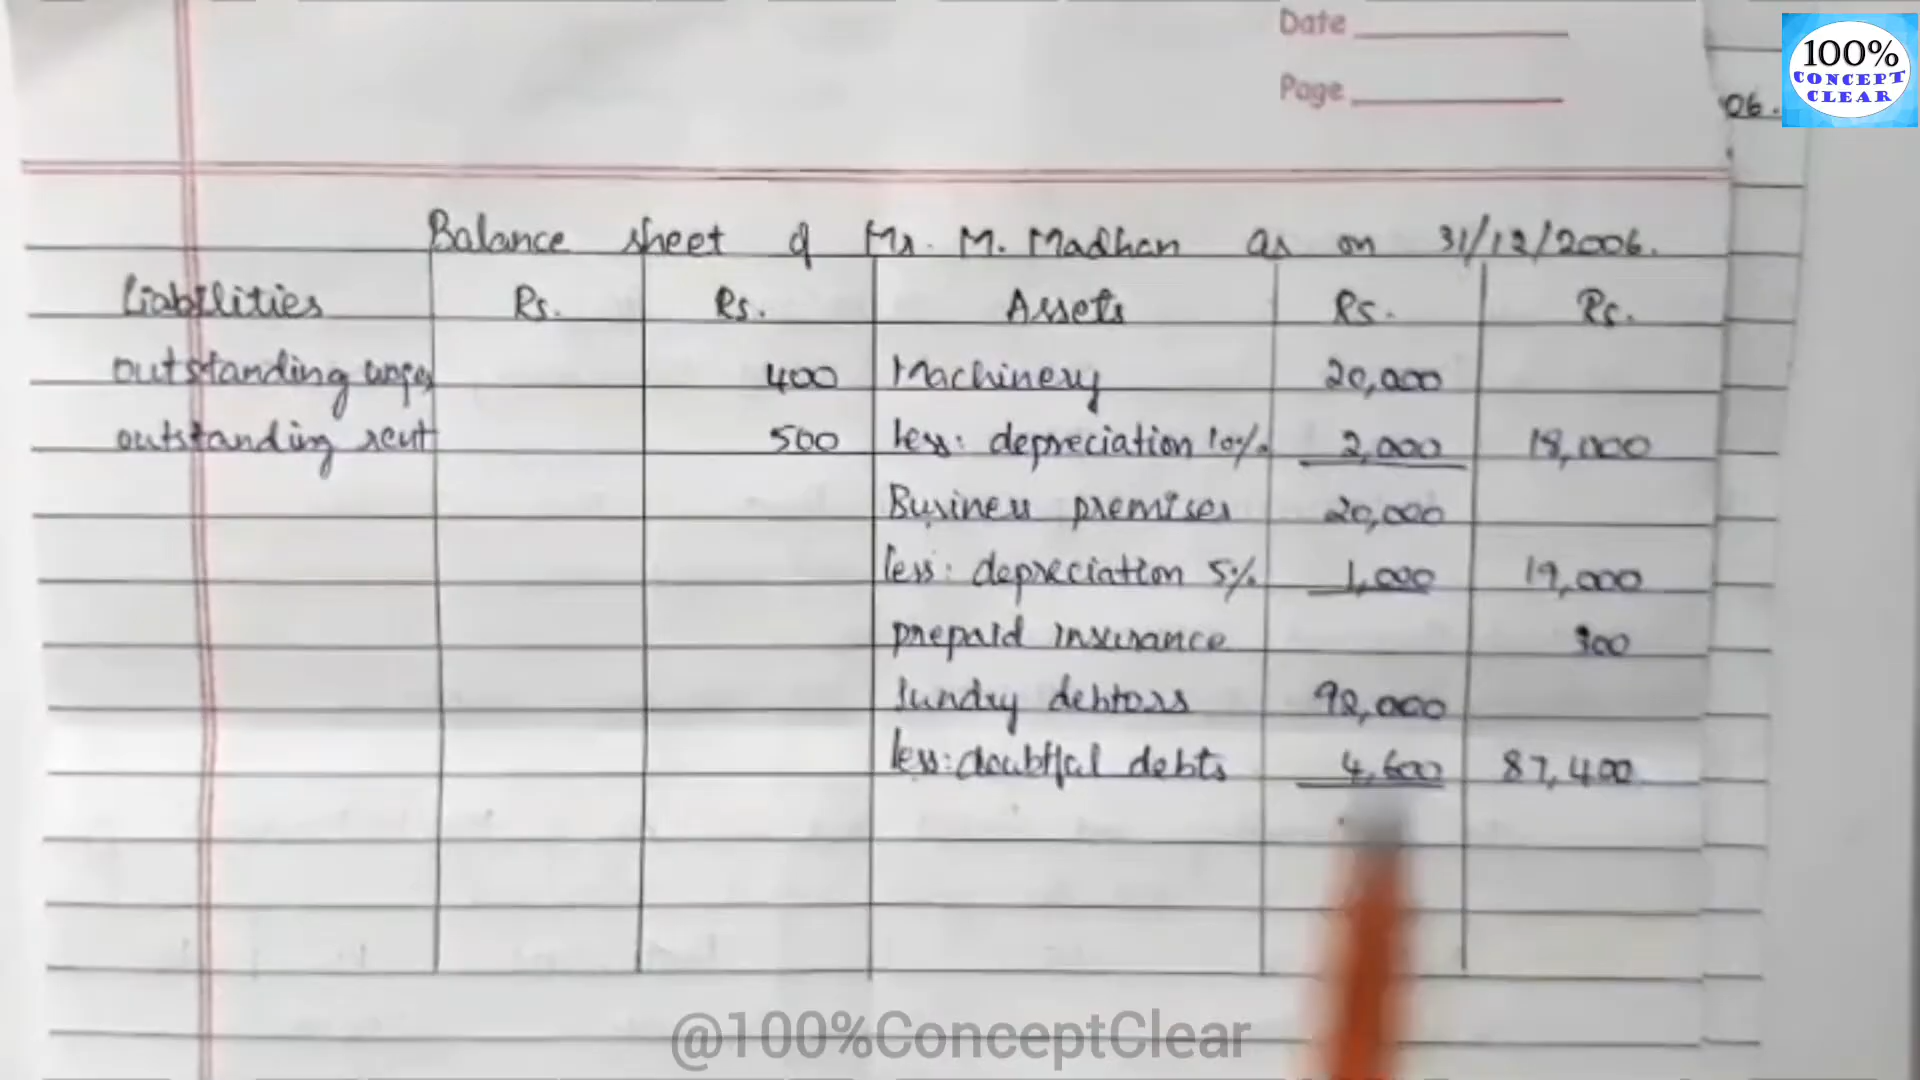 Date
Page
100%
CONCEPT
CLEAR
06.
Balance sheet of Mr. M. Madhan as on 31/12/2006.
Liabilities Rs. Rs. Assets Rs. Rs.
outstanding wages 400 Machinery 20,000
outstanding rent 500 less: depreciation 10% 2,000 18,000
Business premises 20,000
less: depreciation 5% 1,000 19,000
prepaid insurance 300
sundry debtors 92,000
less: doubtful debts 4,600 87,400
@100%ConceptClear